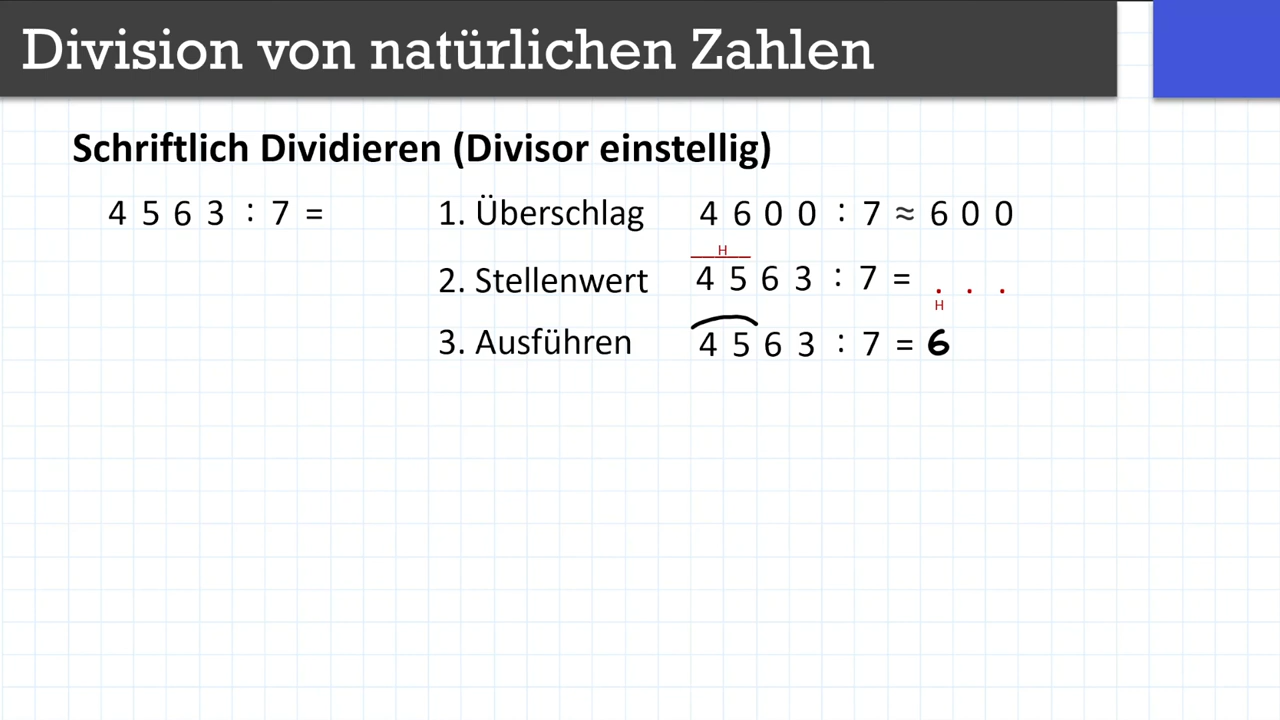 Division von natürlichen Zahlen
Schriftlich Dividieren (Divisor einstellig)
4 5 6 3 : 7 =
1. Überschlag 4 6 0 0 : 7 ≈ 6 0 0
H
2. Stellenwert 4 5 6 3 : 7 = . . .
H
3. Ausführen 4 5 6 3 : 7 = 6